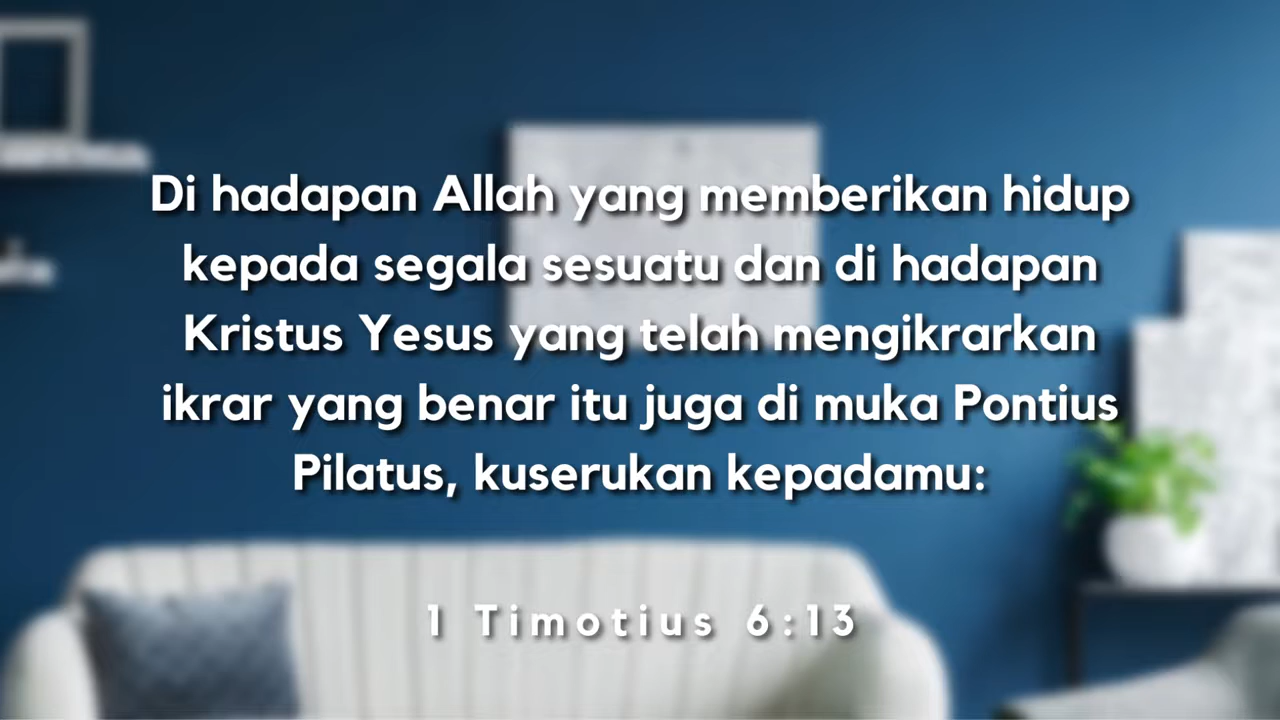 Di hadapan Allah yang memberikan hidup
kepada segala sesuatu dan di hadapan
Kristus Yesus yang telah mengikrarkan
ikrar yang benar itu juga di muka Pontius
Pilatus, kuserukan kepadamu:
1 Timotius 6:13